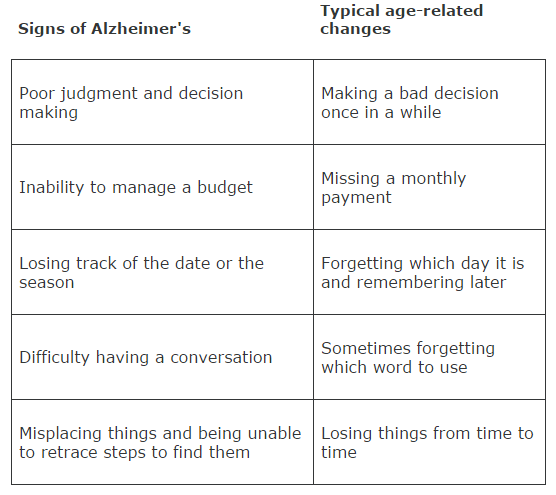 Signs of Alzheimer's
Typical age-related
changes
Poor judgment and decision
making
Making a bad decision
once in a while
Inability to manage a budget
Missing a monthly
payment
Losing track of the date or the
season
Forgetting which day it is
and remembering later
Difficulty having a conversation
Sometimes forgetting
which word to use
Misplacing things and being unable
to retrace steps to find them
Losing things from time to
time